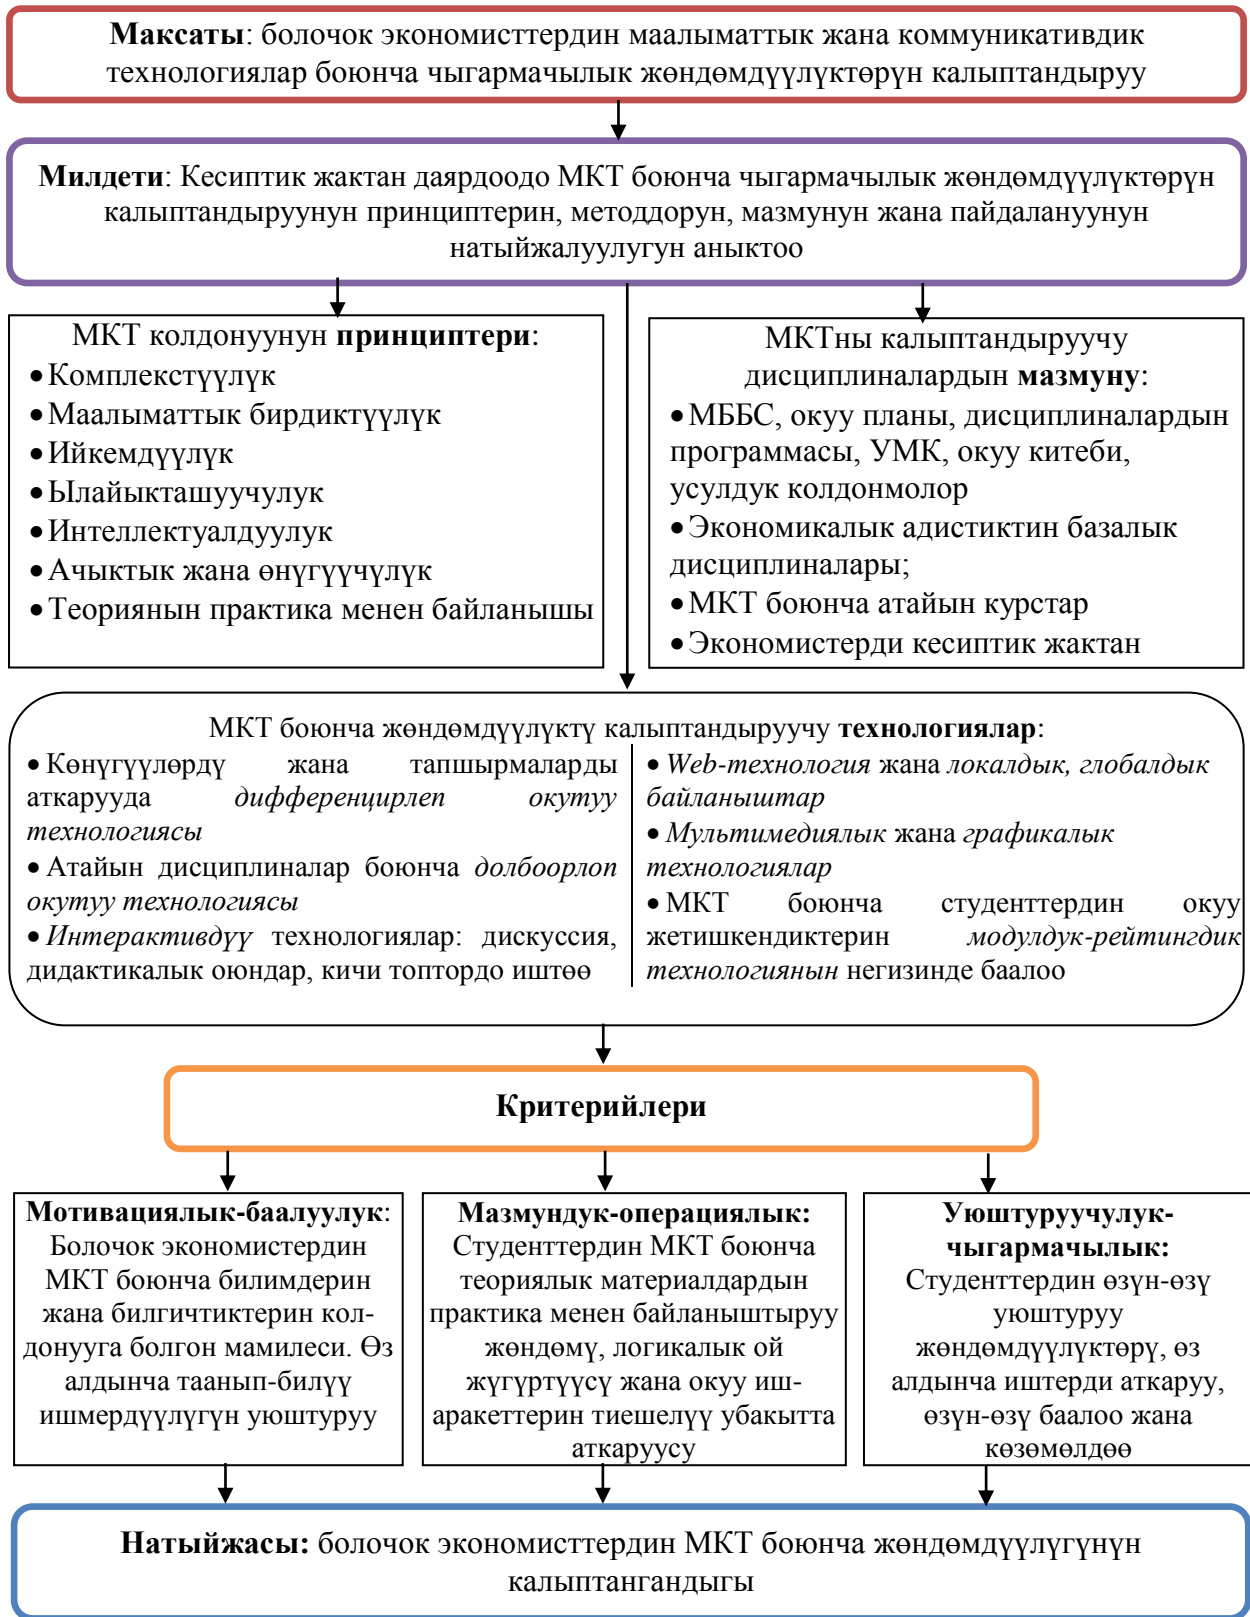 Максаты: болочок экономисттердин маалыматтык жана коммуникативдик
технологиялар боюнча чыгармачылык жөндөмдүүлүктөрүн калыптандыруу
Милдети: Кесиптик жактан даярдоодо МКТ боюнча чыгармачылык жөндөмдүүлүктөрүн
калыптандыруунун принциптерин, методдорун, мазмунун жана пайдалануунун
натыйжалуулугун аныктоо
МКТ колдонуунун принциптери:
• Комплекстүүлүк
• Маалыматтык бирдиктүүлүк
• Ийкемдүүлүк
• Ылайыкташуучулук
• Интеллектуалдуулук
• Ачыктык жана өнүгүүчүлүк
• Теориянын практика менен байланышы
МКТны калыптандыруучу
дисциплиналардын мазмуну:
• МББС, окуу планы, дисциплиналардын
программасы, УМК, окуу китеби,
усулдук колдонмолор
• Экономикалык адистиктин базалык
дисциплиналары;
• МКТ боюнча атайын курстар
• Экономистерди кесиптик жактан
МКТ боюнча жөндөмдүүлүктү калыптандыруучу технологиялар:
• Көнүгүүлөрдү жана тапшырмаларды
аткарууда дифференцирлеп окутуу
технологиясы
• Атайын дисциплиналар боюнча долбоорлоп
окутуу технологиясы
• Интерактивдүү технологиялар: дискуссия,
дидактикалык оюндар, кичи топтордо иштөө
• Web-технология жана локалдык, глобалдык
байланыштар
• Мультимедиялык жана графикалык
технологиялар
• МКТ боюнча студенттердин окуу
жетишкендиктерин модулдук-рейтингдик
технологиянын негизинде баалоо
Критерийлери
Мотивациялык-баалуулук:
Болочок экономистердин
МКТ боюнча билимдерин
жана билгичтиктерин кол-
донууга болгон мамилеси. Өз
алдынча таанып-билүү
ишмердүүлүгүн уюштуруу
Мазмундук-операциялык:
Студенттердин МКТ боюнча
теориялык материалдардын
практика менен байланыштыруу
жөндөмү, логикалык ой
жүгүртүүсү жана окуу иш-
аракеттерин тиешелүү убакытта
аткаруусу
Уюштуруучулук-
чыгармачылык:
Студенттердин өзүн-өзү
уюштуруу
жөндөмдүүлүктөрү, өз
алдынча иштерди аткаруу,
өзүн-өзү баалоо жана
көзөмөлдөө
Натыйжасы: болочок экономисттердин МКТ боюнча жөндөмдүүлүгүнүн
калыптангандыгы